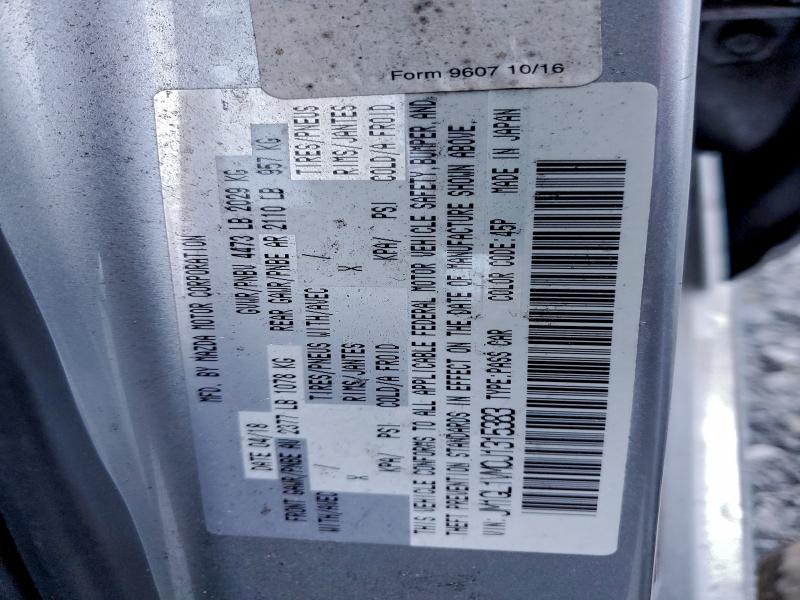 Form 9607 10/16
MFD. BY MAZDA MOTOR CORPORATION
DATE 04/18 GVWR/PNBV 4473 LB 2029 KG
FRONT GAWR/PNBE AV 2377 LB 1078 KG REAR GAWR/PNBE AR 2110 LB 957 KG
WITH/AVEC / TIRES/PNEUS WITH/AVEC / TIRES/PNEUS
X RIMS/JANTES X RIMS/JANTES
KPA/ PSI COLD/A FROID KPA/ PSI COLD/A FROID
THIS VEHICLE CONFORMS TO ALL APPLICABLE FEDERAL MOTOR VEHICLE SAFETY, BUMPER AND,
THEFT PREVENTION STANDARDS IN EFFECT ON THE DATE OF MANUFACTURE SHOWN ABOVE.
VIN: JM1GL1WCXJ1315383 TYPE:PASS CAR COLOR CODE:45P MADE IN JAPAN